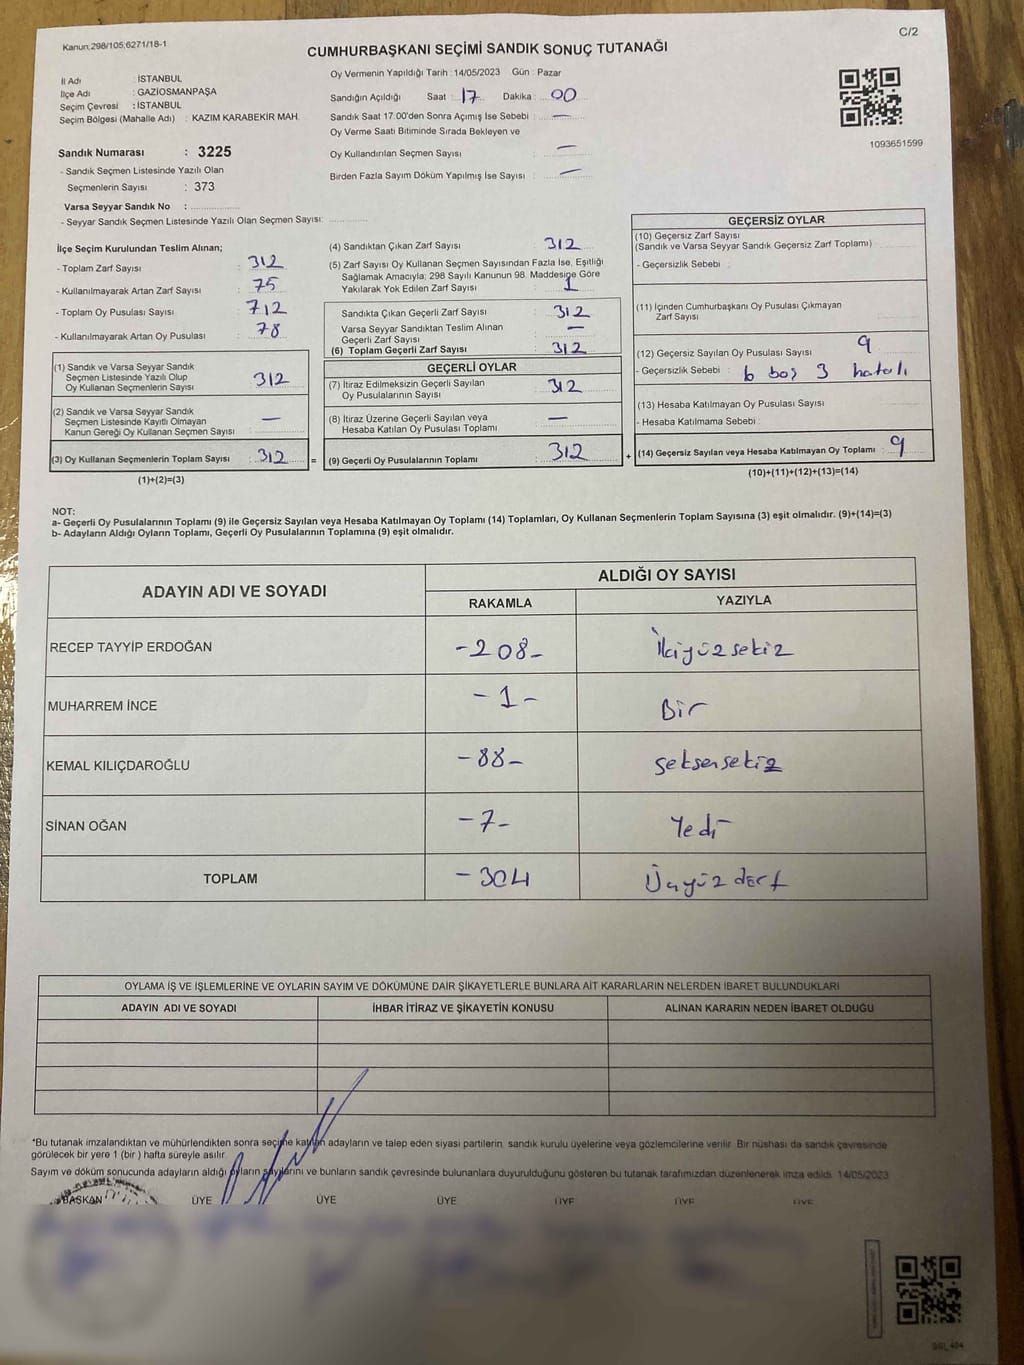 Kanun:298/105,6271/18-1
C/2
CUMHURBAŞKANI SEÇİMİ SANDIK SONUÇ TUTANAĞI
İl Adı : İSTANBUL
İlçe Adı : GAZİOSMANPAŞA
Seçim Çevresi : İSTANBUL
Seçim Bölgesi (Mahalle Adı) : KAZIM KARABEKİR MAH.
Sandık Numarası : 3225
- Sandık Seçmen Listesinde Yazılı Olan
Seçmenlerin Sayısı : 373
Varsa Seyyar Sandık No :
- Seyyar Sandık Seçmen Listesinde Yazılı Olan Seçmen Sayısı:
Oy Vermenin Yapıldığı Tarih : 14/05/2023 Gün : Pazar
Sandığın Açıldığı Saat : 17 Dakika : 00
Sandık Saat 17:00'den Sonra Açımış İse Sebebi : —
Oy Verme Saati Bitiminde Sırada Bekleyen ve
Oy Kullandırılan Seçmen Sayısı : —
Birden Fazla Sayım Döküm Yapılmış İse Sayısı : —
1093651599
İlçe Seçim Kurulundan Teslim Alınan;
- Toplam Zarf Sayısı : 312
- Kullanılmayarak Artan Zarf Sayısı : 75
- Toplam Oy Pusulası Sayısı : 712
- Kullanılmayarak Artan Oy Pusulası : 78
(1) Sandık ve Varsa Seyyar Sandık
Seçmen Listesinde Yazılı Olup
Oy Kullanan Seçmenlerin Sayısı : 312
(2) Sandık ve Varsa Seyyar Sandık
Seçmen Listesinde Kayıtlı Olmayan
Kanun Gereği Oy Kullanan Seçmen Sayısı : —
(3) Oy Kullanan Seçmenlerin Toplam Sayısı : 312
(1)+(2)=(3)
(4) Sandıktan Çıkan Zarf Sayısı : 312
(5) Zarf Sayısı Oy Kullanan Seçmen Sayısından Fazla İse, Eşitliği
Sağlamak Amacıyla; 298 Sayılı Kanunun 98. Maddesine Göre
Yakılarak Yok Edilen Zarf Sayısı : 1
Sandıkta Çıkan Geçerli Zarf Sayısı : 312
Varsa Seyyar Sandıktan Teslim Alınan
Geçerli Zarf Sayısı : —
(6) Toplam Geçerli Zarf Sayısı : 312
GEÇERLİ OYLAR
(7) İtiraz Edilmeksizin Geçerli Sayılan
Oy Pusulalarının Sayısı : 312
(8) İtiraz Üzerine Geçerli Sayılan veya
Hesaba Katılan Oy Pusulası Toplamı : —
= (9) Geçerli Oy Pusulalarının Toplamı : 312
GEÇERSİZ OYLAR
(10) Geçersiz Zarf Sayısı
(Sandık ve Varsa Seyyar Sandık Geçersiz Zarf Toplamı) :
- Geçersizlik Sebebi :
(11) İçinden Cumhurbaşkanı Oy Pusulası Çıkmayan
Zarf Sayısı :
(12) Geçersiz Sayılan Oy Pusulası Sayısı : 9
- Geçersizlik Sebebi : 6 boş 3 hatalı
(13) Hesaba Katılmayan Oy Pusulası Sayısı :
- Hesaba Katılmama Sebebi :
+ (14) Geçersiz Sayılan veya Hesaba Katılmayan Oy Toplamı : 9
(10)+(11)+(12)+(13)=(14)
NOT:
a- Geçerli Oy Pusulalarının Toplamı (9) ile Geçersiz Sayılan veya Hesaba Katılmayan Oy Toplamı (14) Toplamları, Oy Kullanan Seçmenlerin Toplam Sayısına (3) eşit olmalıdır. (9)+(14)=(3)
b- Adayların Aldığı Oyların Toplamı, Geçerli Oy Pusulalarının Toplamına (9) eşit olmalıdır.
ADAYIN ADI VE SOYADI
ALDIĞI OY SAYISI
RAKAMLA YAZIYLA
RECEP TAYYİP ERDOĞAN -208- İkiyüzsekiz
MUHARREM İNCE -1- Bir
KEMAL KILIÇDAROĞLU -88- seksensekiz
SİNAN OĞAN -7- Yedi
TOPLAM -304 Üçyüz dört
OYLAMA İŞ VE İŞLEMLERİNE VE OYLARIN SAYIM VE DÖKÜMÜNE DAİR ŞİKAYETLERLE BUNLARA AİT KARARLARIN NELERDEN İBARET BULUNDUKLARI
ADAYIN ADI VE SOYADI İHBAR İTİRAZ VE ŞİKAYETİN KONUSU ALINAN KARARIN NEDEN İBARET OLDUĞU
*Bu tutanak imzalandıktan ve mühürlendikten sonra seçime katılan adayların ve talep eden siyasi partilerin, sandık kurulu üyelerine veya gözlemcilerine verilir. Bir nüshası da sandık çevresinde
görülecek bir yere 1 (bir) hafta süreyle asılır.
Sayım ve döküm sonucunda adayların aldığı oyların sayılarını ve bunların sandık çevresinde bulunanlara duyurulduğunu gösteren bu tutanak tarafımızdan düzenlenerek imza edildi. 14/05/2023
BAŞKAN ÜYE ÜYE ÜYE ÜYE ÜYE ÜYE